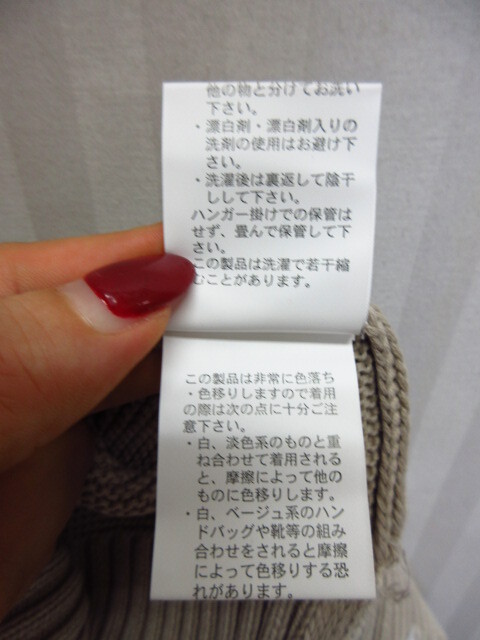 他の物と分けてお洗い
下さい。
・漂白剤・漂白剤入りの
洗剤の使用はお避け下
さい。
・洗濯後は裏返して陰干
ししして下さい。
ハンガー掛けでの保管は
せず、畳んで保管して下
さい。
この製品は洗濯で若干縮
むことがあります。
この製品は非常に色落ち
・色移りしますので着用
の際は次の点に十分ご注
意下さい。
・白、淡色系のものと重
ね合わせて着用される
と、摩擦によって他の
ものに色移りします。
・白、ベージュ系のハン
ドバッグや靴等の組み
合わせをされると摩擦
によって色移りする恐
れがあります。